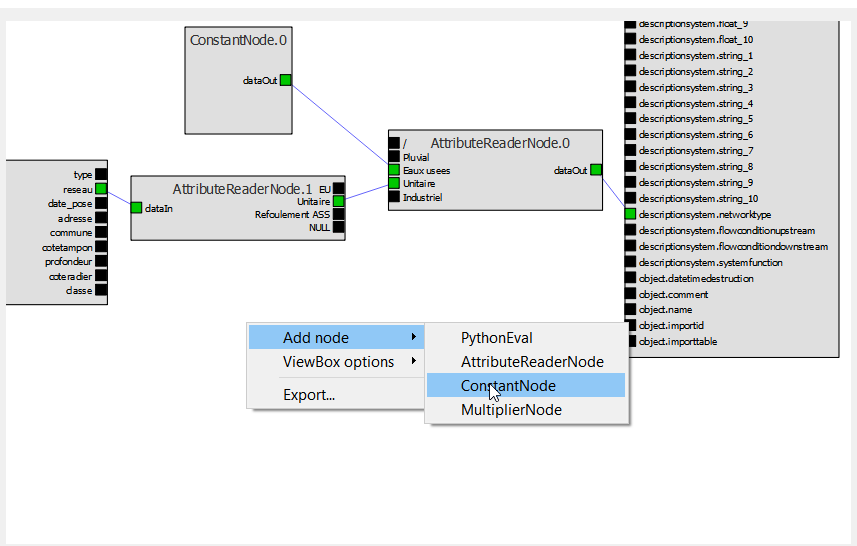 ConstantNode.0
dataOut
type
reseau
date_pose
adresse
commune
cotetampon
profondeur
coteradier
classe
AttributeReaderNode.1
dataIn
EU
Unitaire
Refoulement ASS
NULL
/
AttributeReaderNode.0
Pluvial
Eaux usees
Unitaire
Industriel
dataOut
descriptionsystem.float_9
descriptionsystem.float_10
descriptionsystem.string_1
descriptionsystem.string_2
descriptionsystem.string_3
descriptionsystem.string_4
descriptionsystem.string_5
descriptionsystem.string_6
descriptionsystem.string_7
descriptionsystem.string_8
descriptionsystem.string_9
descriptionsystem.string_10
descriptionsystem.networktype
descriptionsystem.flowconditionupstream
descriptionsystem.flowconditiondownstream
descriptionsystem.systemfunction
object.datetimedestruction
object.comment
object.name
object.importid
object.importtable
Add node
ViewBox options
Export...
PythonEval
AttributeReaderNode
ConstantNode
MultiplierNode